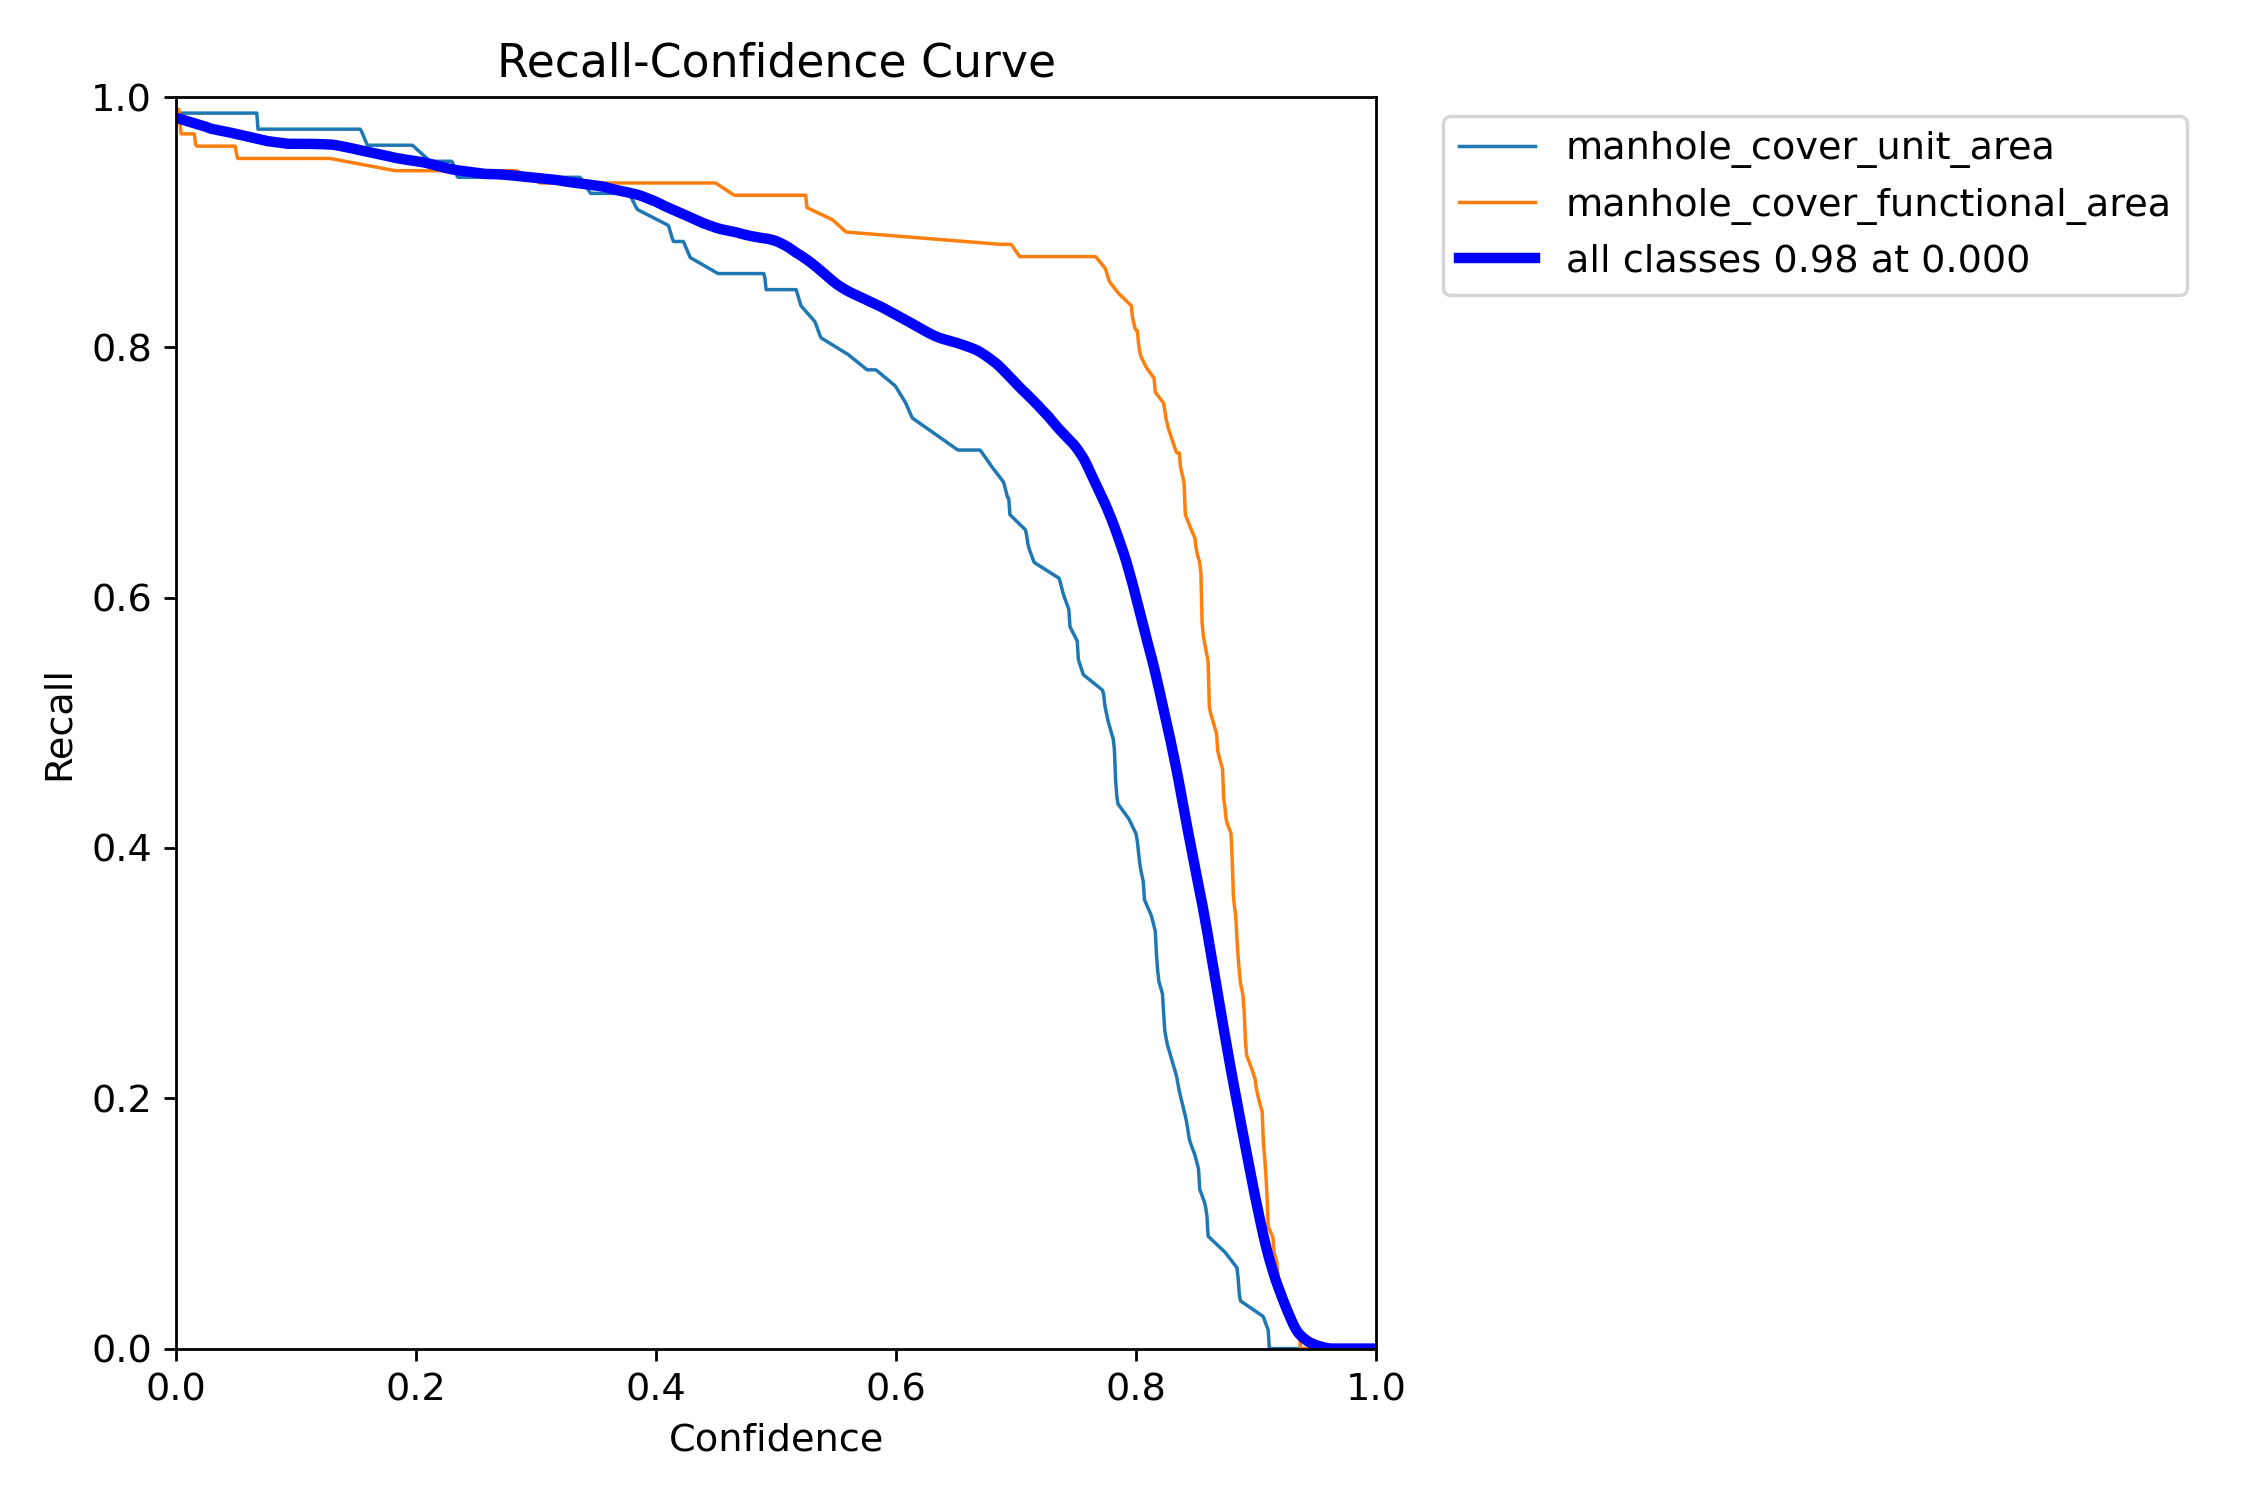 Recall-Confidence Curve
1.0
0.8
0.6
0.4
0.2
0.0
Recall
0.0 0.2 0.4 0.6 0.8 1.0
Confidence
manhole_cover_unit_area
manhole_cover_functional_area
all classes 0.98 at 0.000